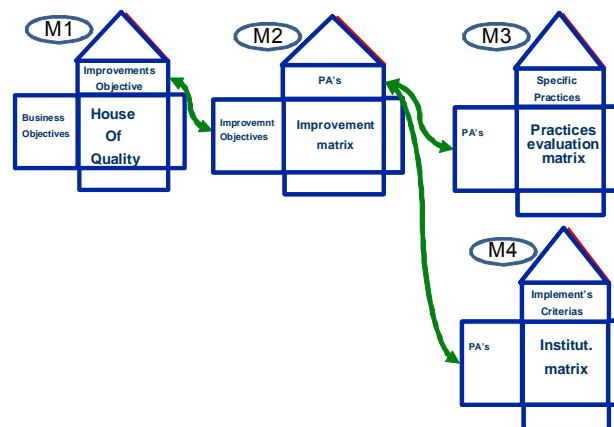 M1
Improvements
Objective
Business
Objectives
House
Of
Quality
M2
PA's
Improvemnt
Objectives
Improvement
matrix
M3
Specific
Practices
PA's
Practices
evaluation
matrix
M4
Implement's
Criterias
PA's
Institut.
matrix